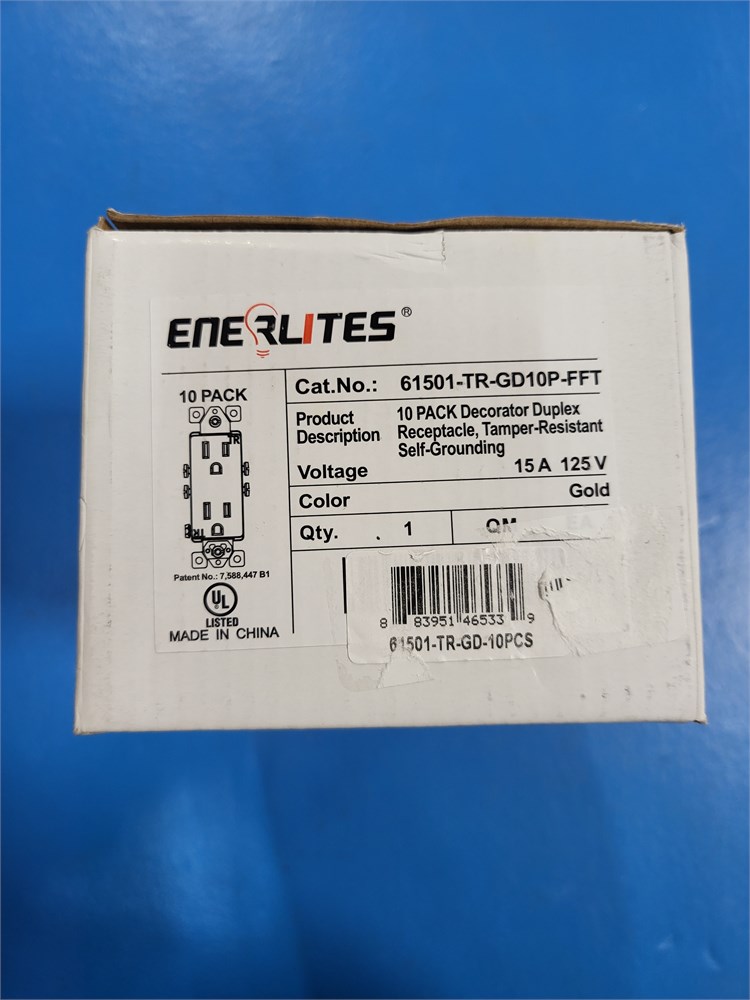 ENERLITES®
10 PACK
TR
Cat.No.: 61501-TR-GD10P-FFT
Product Description 10 PACK Decorator Duplex
Receptacle, Tamper-Resistant
Self-Grounding
Voltage 15 A 125 V
Color Gold
Qty. 1
Patent No.: 7,588,447 B1
UL
LISTED
MADE IN CHINA
8 83951 46533 9
61501-TR-GD-10PCS